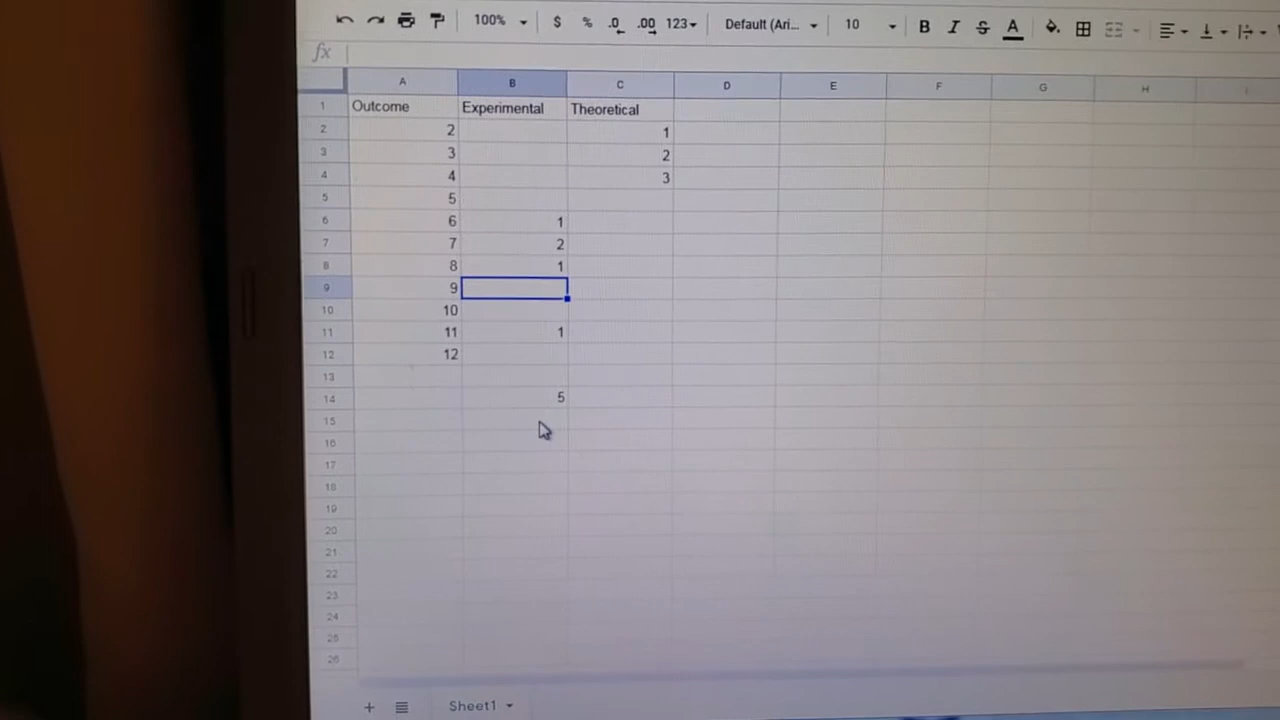 100% $ % .0 .00 123 Default (Ari... 10 B I S A
fx
A B C D E F G H
1 Outcome Experimental Theoretical
2 2 1
3 3 2
4 4 3
5 5
6 6 1
7 7 2
8 8 1
9 9
10 10
11 11 1
12 12
13
14 5
15
16
17
18
19
20
21
22
23
24
25
26
+ Sheet1